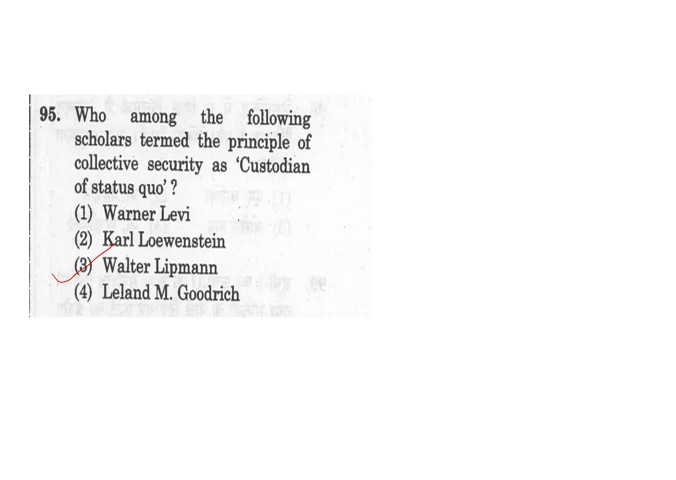 95. Who among the following
scholars termed the principle of
collective security as 'Custodian
of status quo' ?
(1) Warner Levi
(2) Karl Loewenstein
(3) Walter Lipmann
(4) Leland M. Goodrich